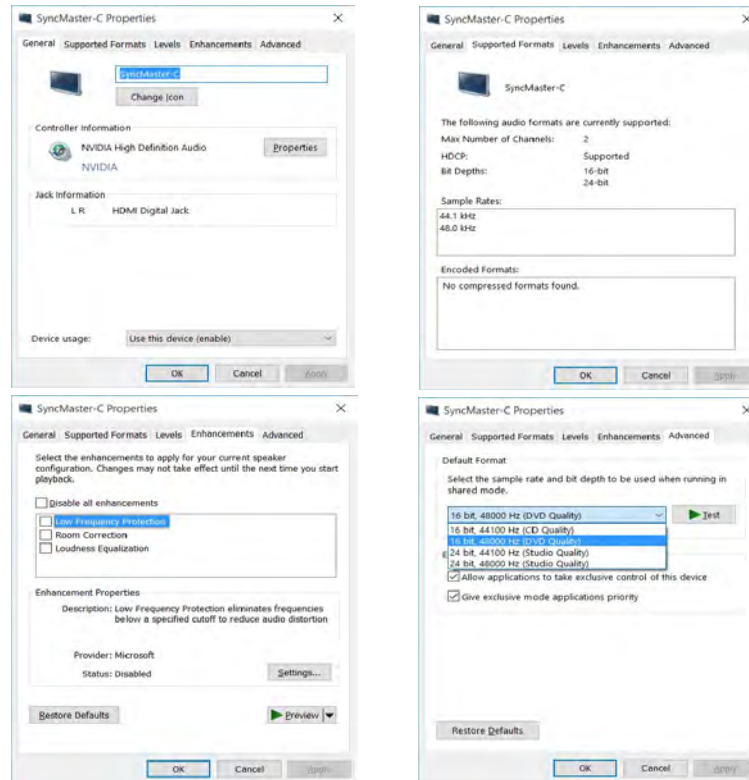 SyncMaster-C Properties
General Supported Formats Levels Enhancements Advanced
SyncMaster-C
Change Icon
Controller Information
NVIDIA High Definition Audio
Properties
NVIDIA
Jack Information
L R HDMI Digital Jack
Device usage: Use this device (enable)
OK Cancel Apply
SyncMaster-C Properties
General Supported Formats Levels Enhancements Advanced
SyncMaster-C
The following audio formats are currently supported:
Max Number of Channels: 2
HDCP: Supported
Bit Depths: 16-bit
24-bit
Sample Rates:
44.1 kHz
48.0 kHz
Encoded Formats:
No compressed formats found.
OK Cancel Apply
SyncMaster-C Properties
General Supported Formats Levels Enhancements Advanced
Select the enhancements to apply for your current speaker
configuration. Changes may not take effect until the next time you start
playback.
Disable all enhancements
Low Frequency Protection
Room Correction
Loudness Equalization
Enhancement Properties
Description: Low Frequency Protection eliminates frequencies
below a specified cutoff to reduce audio distortion
Provider: Microsoft
Status: Disabled
Settings...
Restore Defaults Preview
OK Cancel Apply
SyncMaster-C Properties
General Supported Formats Levels Enhancements Advanced
Default Format
Select the sample rate and bit depth to be used when running in
shared mode.
16 bit, 48000 Hz (DVD Quality) Test
16 bit, 44100 Hz (CD Quality)
16 bit, 48000 Hz (DVD Quality)
24 bit, 44100 Hz (Studio Quality)
24 bit, 48000 Hz (Studio Quality)
Allow applications to take exclusive control of this device
Give exclusive mode applications priority
Restore Defaults
OK Cancel Apply